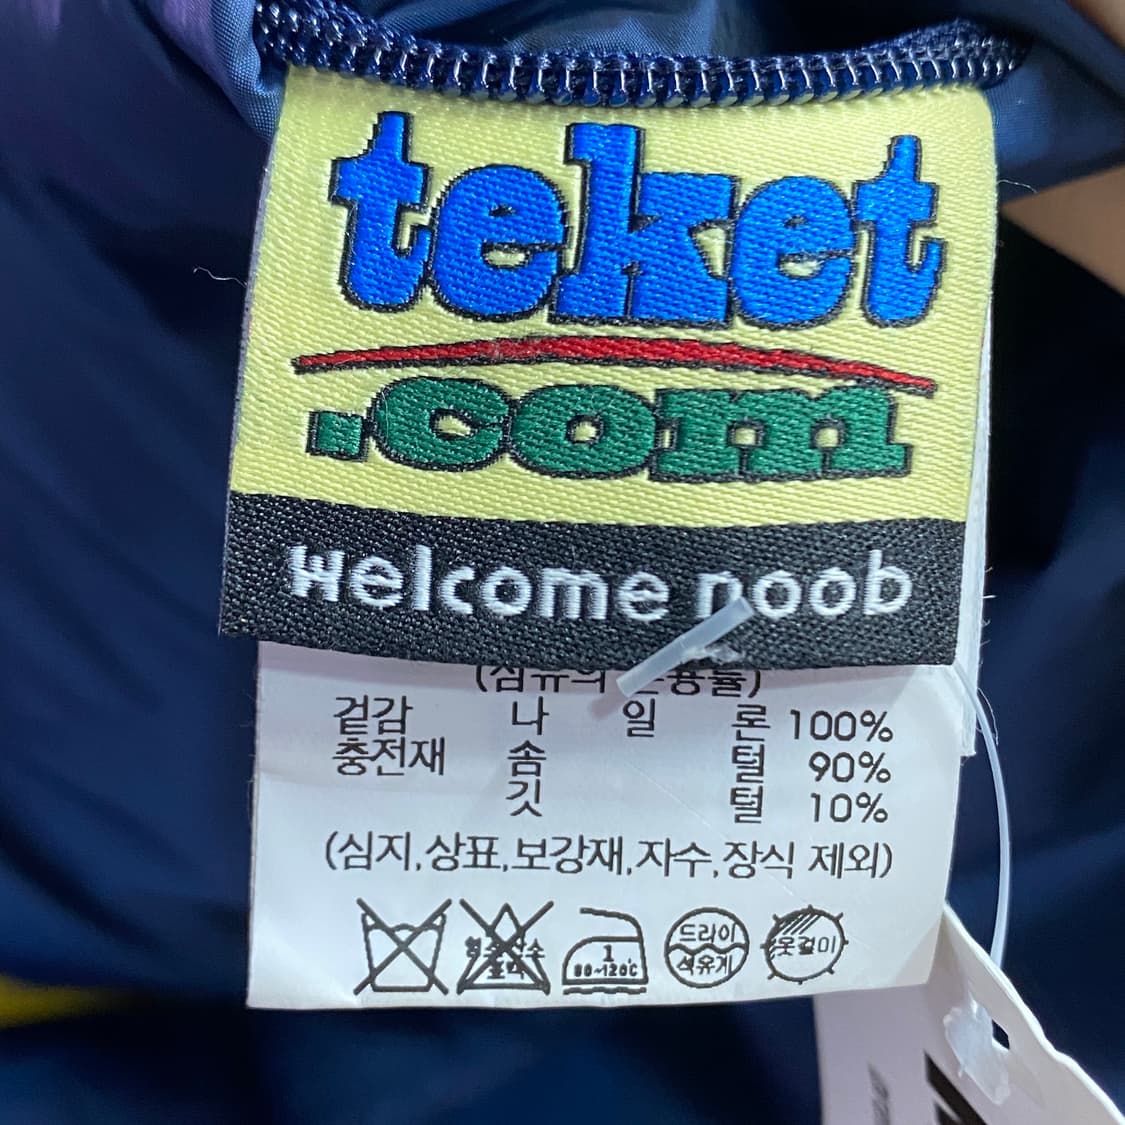 teket
.com
welcome noob
겉감 나 일 론 100%
충전재 솜 털 90%
깃 털 10%
(심지,상표,보강재,자수,장식 제외)
1
80~120℃
드라이
석유계
옷걸이